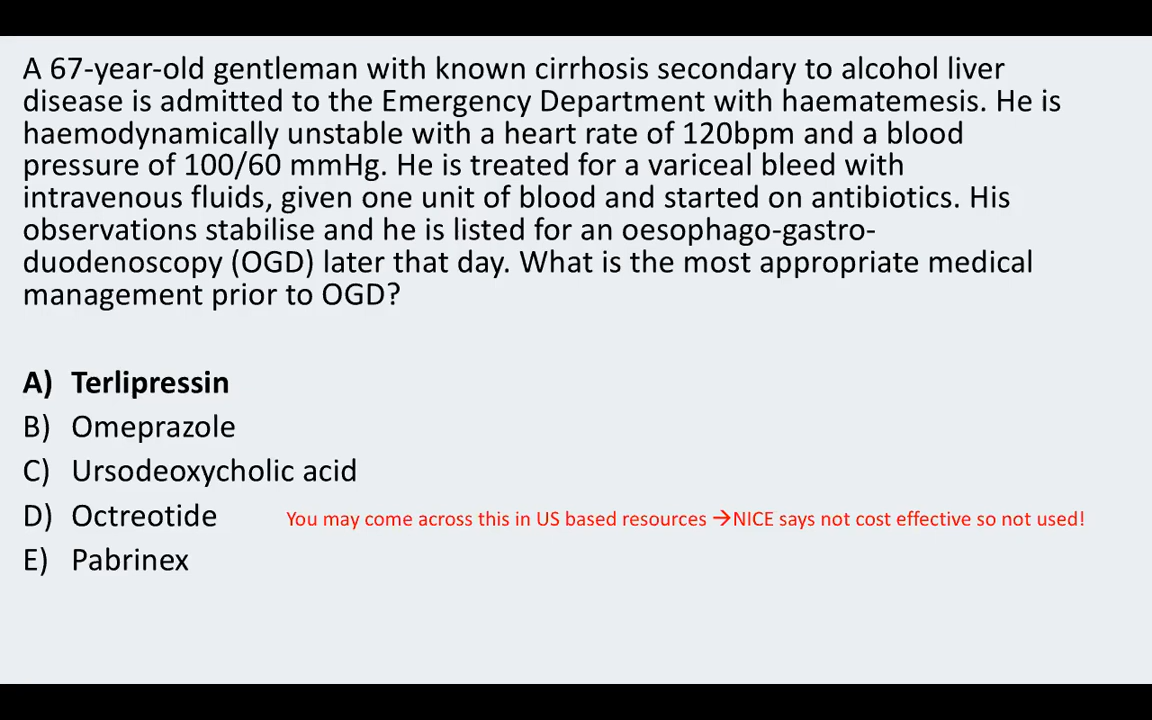 A 67-year-old gentleman with known cirrhosis secondary to alcohol liver
disease is admitted to the Emergency Department with haematemesis. He is
haemodynamically unstable with a heart rate of 120bpm and a blood
pressure of 100/60 mmHg. He is treated for a variceal bleed with
intravenous fluids, given one unit of blood and started on antibiotics. His
observations stabilise and he is listed for an oesophago-gastro-
duodenoscopy (OGD) later that day. What is the most appropriate medical
management prior to OGD?
A) Terlipressin
B) Omeprazole
C) Ursodeoxycholic acid
D) Octreotide You may come across this in US based resources →NICE says not cost effective so not used!
E) Pabrinex